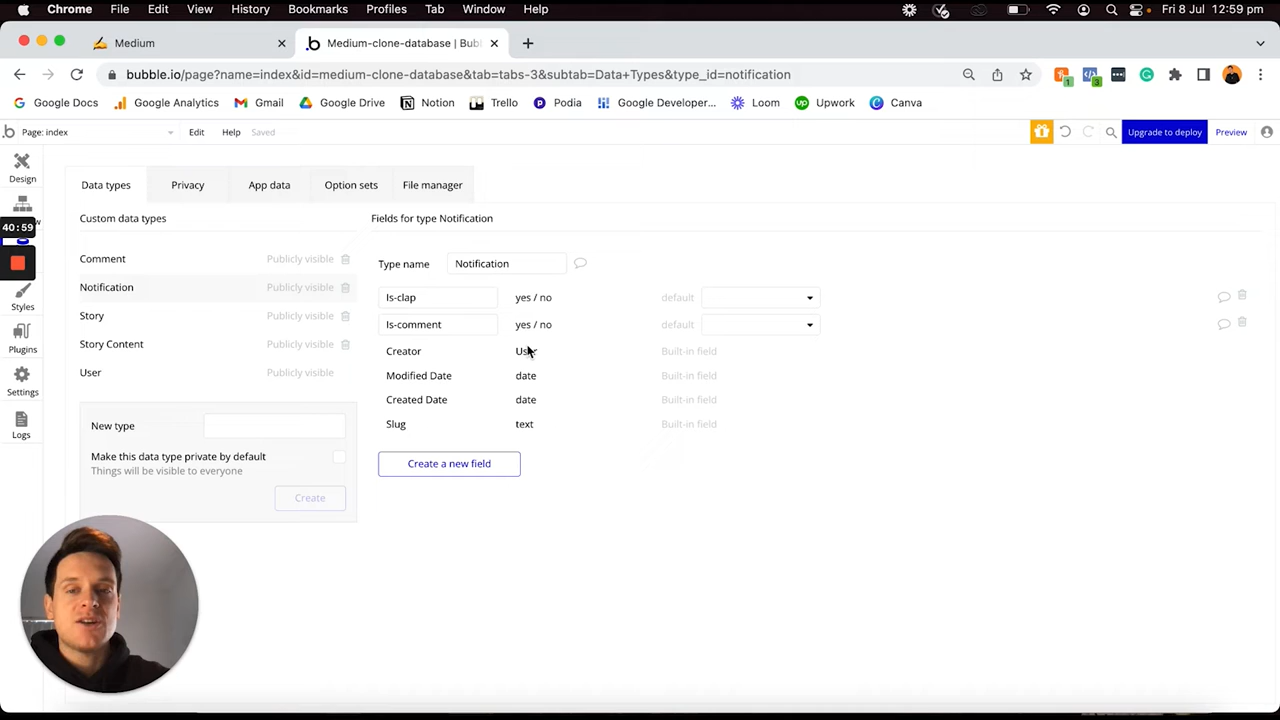 Chrome File Edit View History Bookmarks Profiles Tab Window Help Fri 8 Jul 12:59 pm
Medium
Medium-clone-database | Bub
bubble.io/page?name=index&id=medium-clone-database&tab=tabs-3&subtab=Data+Types&type_id=notification
1
3
Google Docs Google Analytics Gmail Google Drive Notion Trello Podia Google Developer... Loom Upwork Canva
Page: index Edit Help Saved Upgrade to deploy Preview
Design
40:59
Styles
Plugins
Settings
Logs
Data types Privacy App data Option sets File manager
Custom data types
Comment Publicly visible
Notification Publicly visible
Story Publicly visible
Story Content Publicly visible
User Publicly visible
New type
Make this data type private by default
Things will be visible to everyone
Create
Fields for type Notification
Type name Notification
Is-clap yes / no default
Is-comment yes / no default
Creator User Built-in field
Modified Date date Built-in field
Created Date date Built-in field
Slug text Built-in field
Create a new field